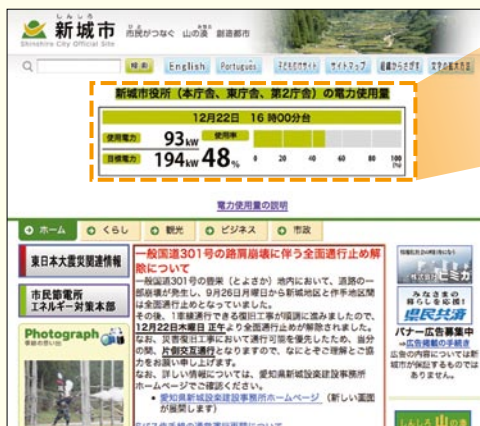 しんしろ
新城市
Shinshiro City Official Site
市民がつなぐ 山の湊 創造都市
検索 English Português 子どもサイト サイトマップ 組織からさがす 文字の拡大方法
新城市役所（本庁舎、東庁舎、第2庁舎）の電力使用量
12月22日 16 時00分台
使用電力 93kw 使用率
目標電力 194kw 48% 0 20 40 60 80 100 (%)
電力使用量の説明
ホーム くらし 観光 ビジネス 市政
東日本大震災関連情報
市民節電所
エネルギー対策本部
Photograph
季節の思い出
一般国道301号の路肩崩壊に伴う全面通行止め解
除について
一般国道301号の豊栄（とよさか）地内において、道路の一
部崩壊が発生し、9月26日月曜日から新城地区と作手地区間
は全面通行止めとなっていました。
その後、1車線通行できる復旧工事が順調に進みましたので、
12月22日木曜日 正午より全面通行止めが解除されました。
なお、災害復旧工事において通行可能を優先したため、当分
の間、片側交互通行となりますので、なにとぞご理解とご協
力をお願い申し上げます。
なお、詳しい情報については、愛知県新城設楽建設事務所
ホームページでご確認ください。
• 愛知県新城設楽建設事務所ホームページ （新しい画面
が展開します）
株式会社 ヒミカ
みなさまの
暮らしを応援！
県民共済
バナー広告募集中
⇒広告掲載の手続き
広告の内容については新
城市が保証するものでは
ありません。